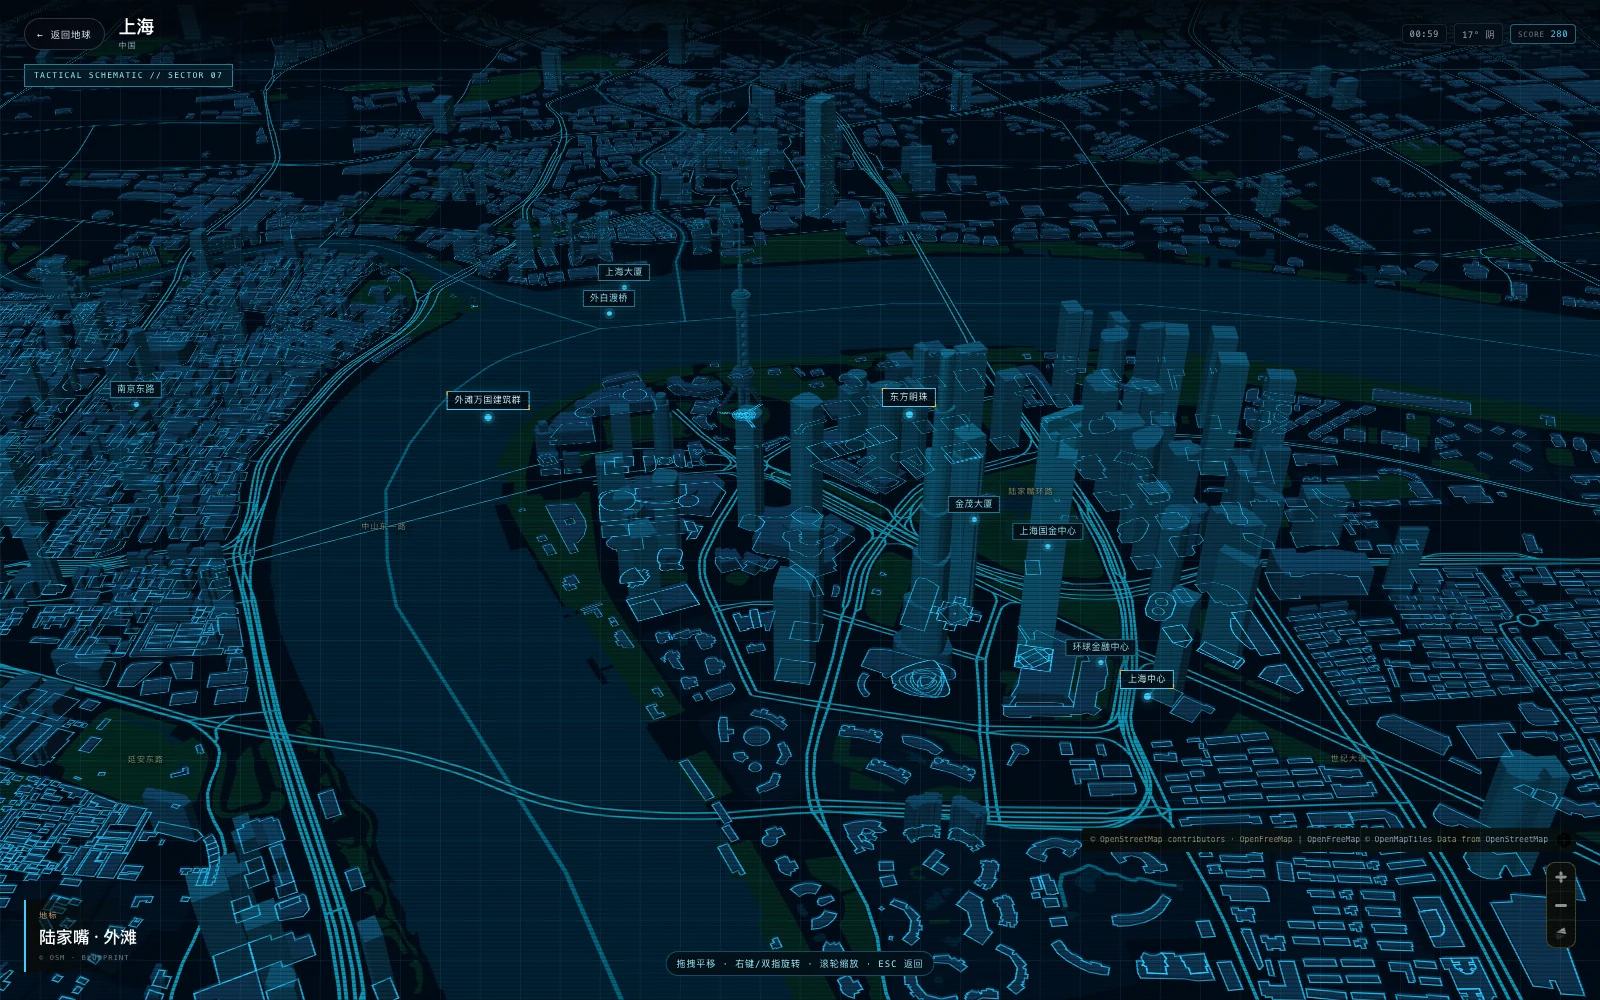 ← 返回地球
上海
中国
00:59
17° 阴
SCORE 280
TACTICAL SCHEMATIC // SECTOR 07
上海大厦
外白渡桥
南京东路
外滩万国建筑群
东方明珠
陆家嘴环路
金茂大厦
中山东一路
上海国金中心
环球金融中心
上海中心
延安东路
世纪大道
© OpenStreetMap contributors · OpenFreeMap | OpenFreeMap © OpenMapTiles Data from OpenStreetMap
地标
陆家嘴 · 外滩
© OSM · BLUEPRINT
拖拽平移 · 右键/双指旋转 · 滚轮缩放 · ESC 返回